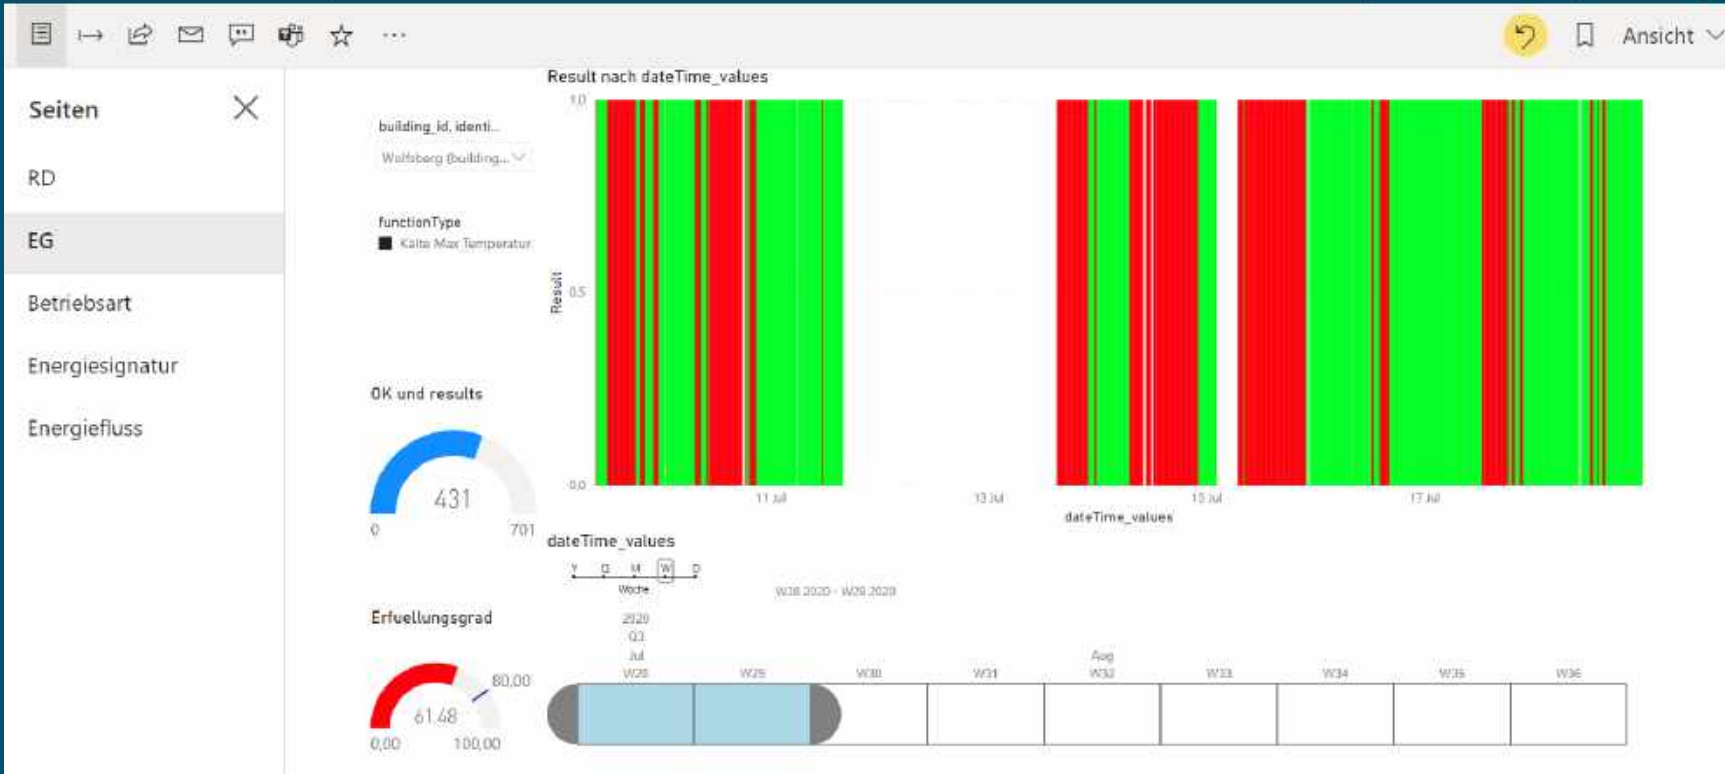 Ansicht
Seiten
RD
EG
Betriebsart
Energiesignatur
Energiefluss
building_id, identi...
Wolfsberg (building...
functionType
Kälte Max Temperatur
OK und results
431
0
701
Erfuellungsgrad
80,00
61.48
0,00
100,00
Result nach dateTime_values
1,0
0,5
0,0
Result
11 Jul
13 Jul
15 Jul
17 Jul
dateTime_values
dateTime_values
Y Q M W D
Woche
W28 2020 - W29 2020
2020
Q3
Jul
Aug
W28 W29 W30 W31 W32 W33 W34 W35 W36